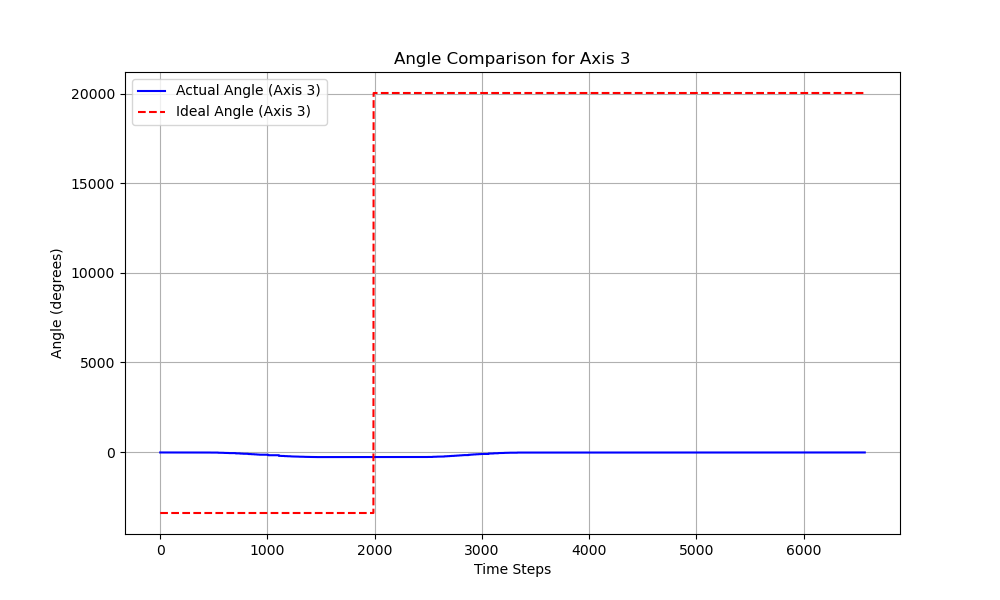 Angle Comparison for Axis 3
Actual Angle (Axis 3)
Ideal Angle (Axis 3)
20000
15000
10000
5000
0
Angle (degrees)
0 1000 2000 3000 4000 5000 6000
Time Steps